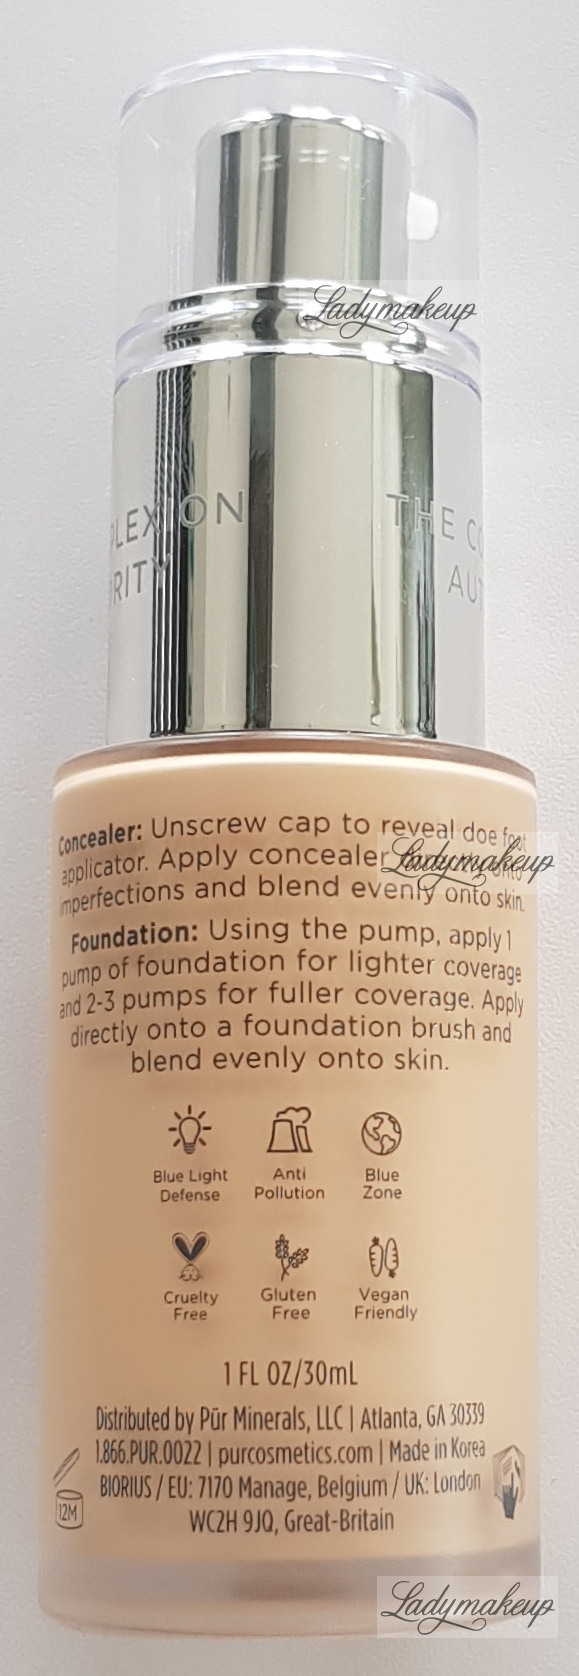 Ladymakeup
PLEXION
THE CO
RITY
AUT
Concealer: Unscrew cap to reveal doe foot
applicator. Apply concealer
imperfections and blend evenly onto skin.
Ladymakeup
Foundation: Using the pump, apply 1
pump of foundation for lighter coverage
and 2-3 pumps for fuller coverage. Apply
directly onto a foundation brush and
blend evenly onto skin.
Blue Light
Defense
Anti
Pollution
Blue
Zone
Cruelty
Free
Gluten
Free
Vegan
Friendly
1 FL OZ/30mL
Distributed by Pür Minerals, LLC | Atlanta, GA 30339
1.866.PUR.0022 | purcosmetics.com | Made in Korea
BIORIUS / EU: 7170 Manage, Belgium / UK: London
WC2H 9JQ, Great-Britain
12M
Ladymakeup